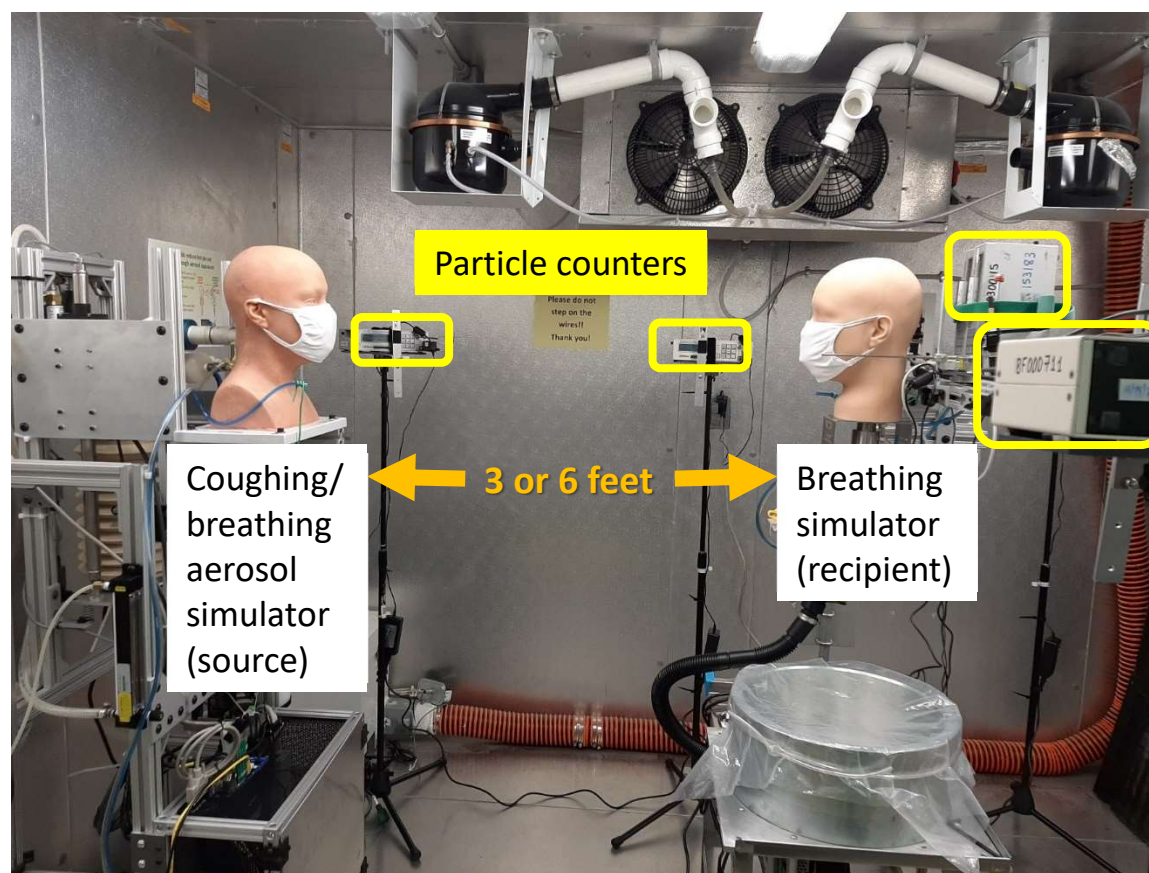 Particle counters
Please do not
step on the
wires!!
Thank you!
BF000711
3 or 6 feet
Coughing/
breathing
aerosol
simulator
(source)
Breathing
simulator
(recipient)